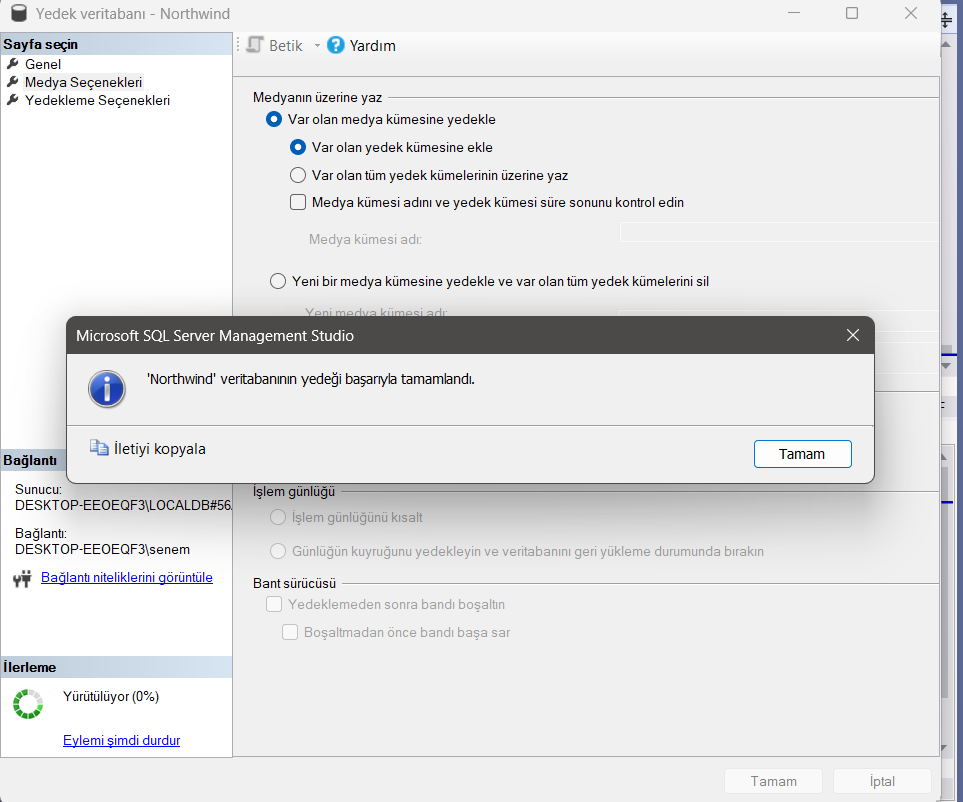 Yedek veritabanı - Northwind
Sayfa seçin
Genel
Medya Seçenekleri
Yedekleme Seçenekleri
Betik
Yardım
Medyanın üzerine yaz
Var olan medya kümesine yedekle
Var olan yedek kümesine ekle
Var olan tüm yedek kümelerinin üzerine yaz
Medya kümesi adını ve yedek kümesi süre sonunu kontrol edin
Medya kümesi adı:
Yeni bir medya kümesine yedekle ve var olan tüm yedek kümelerini sil
Yeni medya kümesi adı:
Microsoft SQL Server Management Studio
'Northwind' veritabanının yedeği başarıyla tamamlandı.
İletiyi kopyala
Tamam
Bağlantı
Sunucu:
DESKTOP-EEOEQF3\LOCALDB#56
Bağlantı:
DESKTOP-EEOEQF3\senem
Bağlantı niteliklerini görüntüle
İşlem günlüğü
İşlem günlüğünü kısalt
Günlüğün kuyruğunu yedekleyin ve veritabanını geri yükleme durumunda bırakın
Bant sürücüsü
Yedeklemeden sonra bandı boşaltın
Boşaltmadan önce bandı başa sar
İlerleme
Yürütülüyor (0%)
Eylemi şimdi durdur
Tamam
İptal